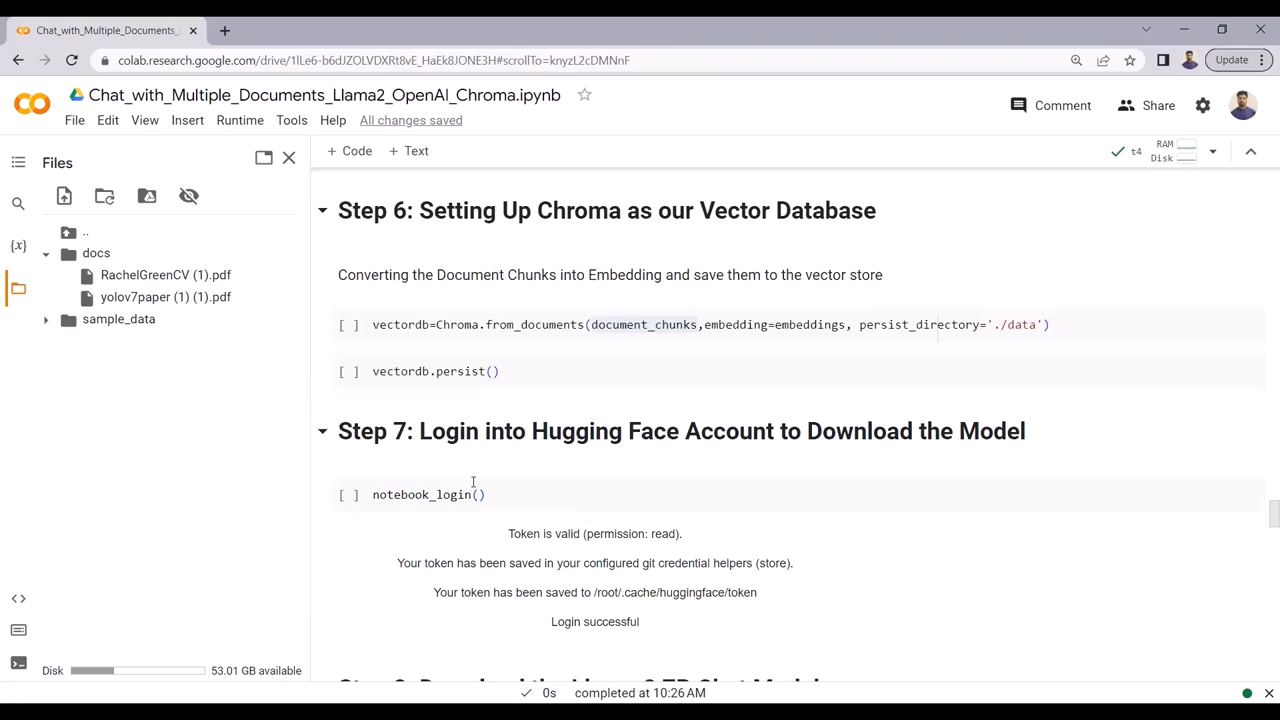 Chat_with_Multiple_Documents_
colab.research.google.com/drive/1lLe6-b6dJZOLVDXRt8vE_HaEk8JONE3H#scrollTo=knyzL2cDMNnF
Update
Chat_with_Multiple_Documents_Llama2_OpenAI_Chroma.ipynb
Comment
Share
File Edit View Insert Runtime Tools Help All changes saved
Files
+ Code + Text
t4
RAM
Disk
..
docs
RachelGreenCV (1).pdf
yolov7paper (1) (1).pdf
sample_data
Step 6: Setting Up Chroma as our Vector Database
Converting the Document Chunks into Embedding and save them to the vector store
[ ] vectordb=Chroma.from_documents(document_chunks,embedding=embeddings, persist_directory='./data')
[ ] vectordb.persist()
Step 7: Login into Hugging Face Account to Download the Model
[ ] notebook_login()
Token is valid (permission: read).
Your token has been saved in your configured git credential helpers (store).
Your token has been saved to /root/.cache/huggingface/token
Login successful
{x}
Disk
53.01 GB available
0s completed at 10:26 AM